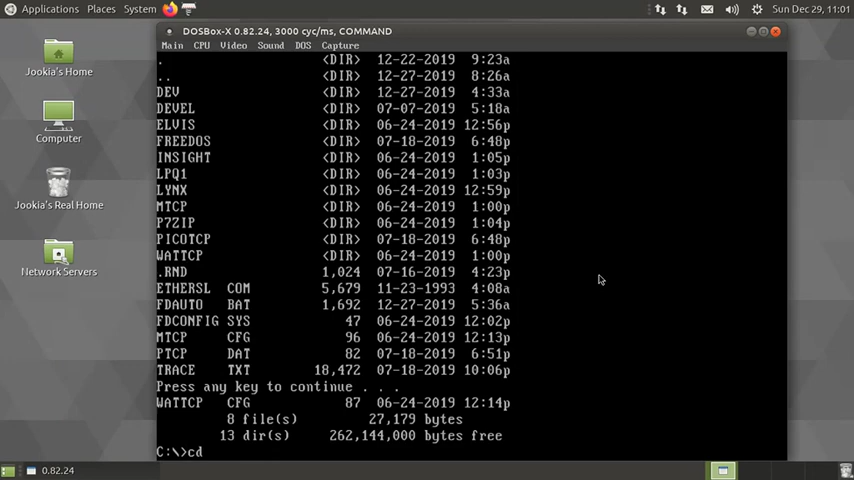 Applications Places System Sun Dec 29, 11:01
DOSBox-X 0.82.24, 3000 cyc/ms, COMMAND
Main CPU Video Sound DOS Capture
. <DIR> 12-22-2019 9:23a
.. <DIR> 12-27-2019 8:26a
DEV <DIR> 12-27-2019 4:33a
DEVEL <DIR> 07-07-2019 5:18a
ELVIS <DIR> 06-24-2019 12:56p
FREEDOS <DIR> 07-18-2019 6:48p
INSIGHT <DIR> 06-24-2019 1:05p
LPQ1 <DIR> 06-24-2019 1:03p
LYNX <DIR> 06-24-2019 12:59p
MTCP <DIR> 06-24-2019 1:00p
P7ZIP <DIR> 06-24-2019 1:04p
PICOTCP <DIR> 07-18-2019 6:48p
WATTCP <DIR> 06-24-2019 1:00p
.RND 1,024 07-16-2019 4:23p
ETHERSL COM 5,679 11-23-1993 4:08a
FDAUTO BAT 1,692 12-27-2019 5:36a
FDCONFIG SYS 47 06-24-2019 12:02p
MTCP CFG 96 06-24-2019 12:13p
PTCP DAT 82 07-18-2019 6:51p
TRACE TXT 18,472 07-18-2019 10:06p
Press any key to continue . . .
WATTCP CFG 87 06-24-2019 12:14p
8 file(s) 27,179 bytes
13 dir(s) 262,144,000 bytes free
C:\>cd
Jookia's Home
Computer
Jookia's Real Home
Network Servers
0.82.24